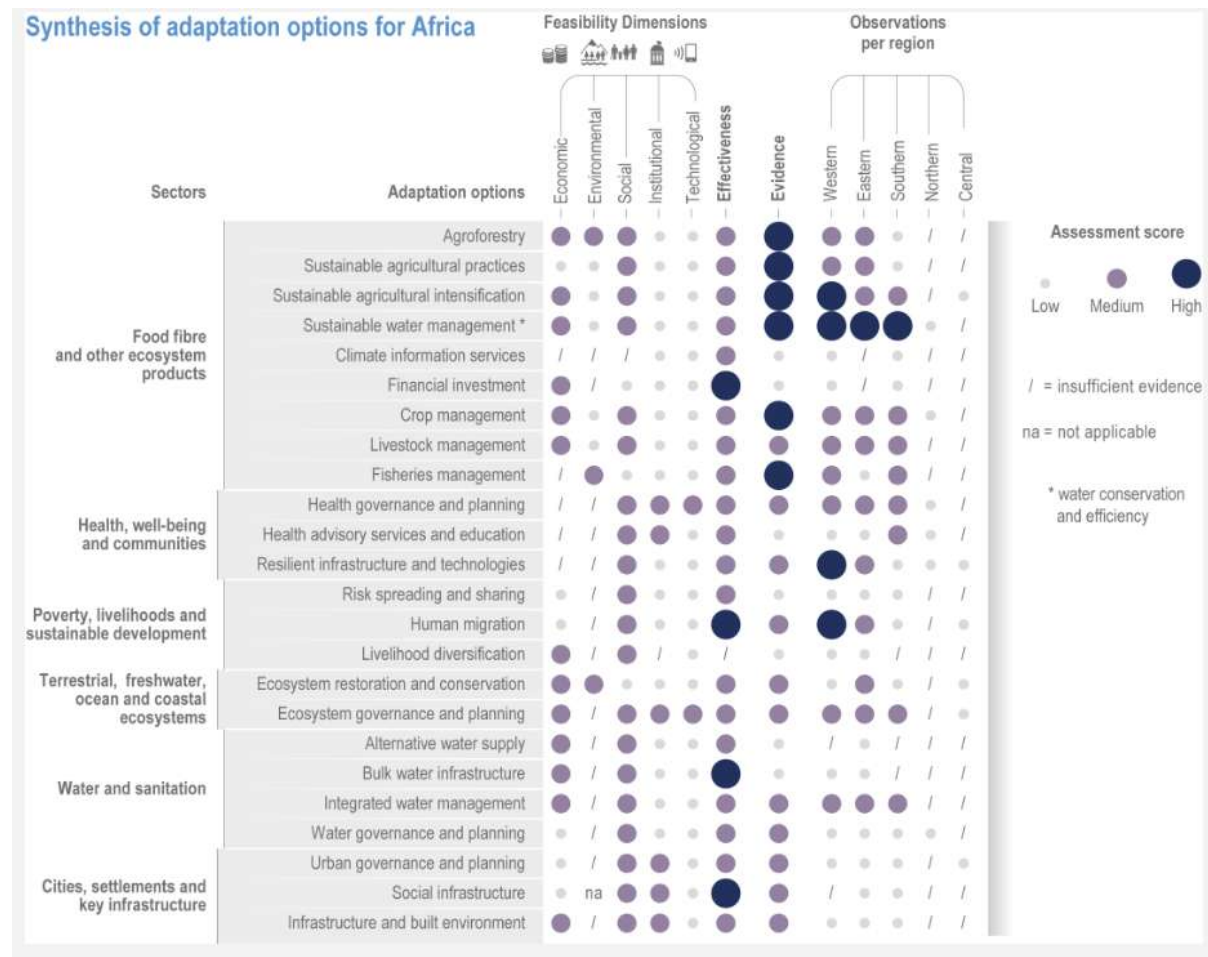 Synthesis of adaptation options for Africa
Feasibility Dimensions
Observations
per region
Sectors
Adaptation options
Economic
Environmental
Social
Institutional
Technological
Effectiveness
Evidence
Western
Eastern
Southern
Northern
Central
Food fibre
and other ecosystem
products
Agroforestry / /
Sustainable agricultural practices / /
Sustainable agricultural intensification /
Sustainable water management * /
Climate information services / / / / / /
Financial investment / / / /
Crop management /
Livestock management / /
Fisheries management / / /
Health, well-being
and communities
Health governance and planning / / /
Health advisory services and education / / /
Resilient infrastructure and technologies / /
Poverty, livelihoods and
sustainable development
Risk spreading and sharing / / /
Human migration / /
Livelihood diversification / / / / / /
Terrestrial, freshwater,
ocean and coastal
ecosystems
Ecosystem restoration and conservation /
Ecosystem governance and planning / /
Water and sanitation
Alternative water supply / / / / /
Bulk water infrastructure / / / /
Integrated water management / / /
Water governance and planning / /
Cities, settlements and
key infrastructure
Urban governance and planning / /
Social infrastructure na / / /
Infrastructure and built environment / / /
Assessment score
Low Medium High
/ = insufficient evidence
na = not applicable
* water conservation
and efficiency